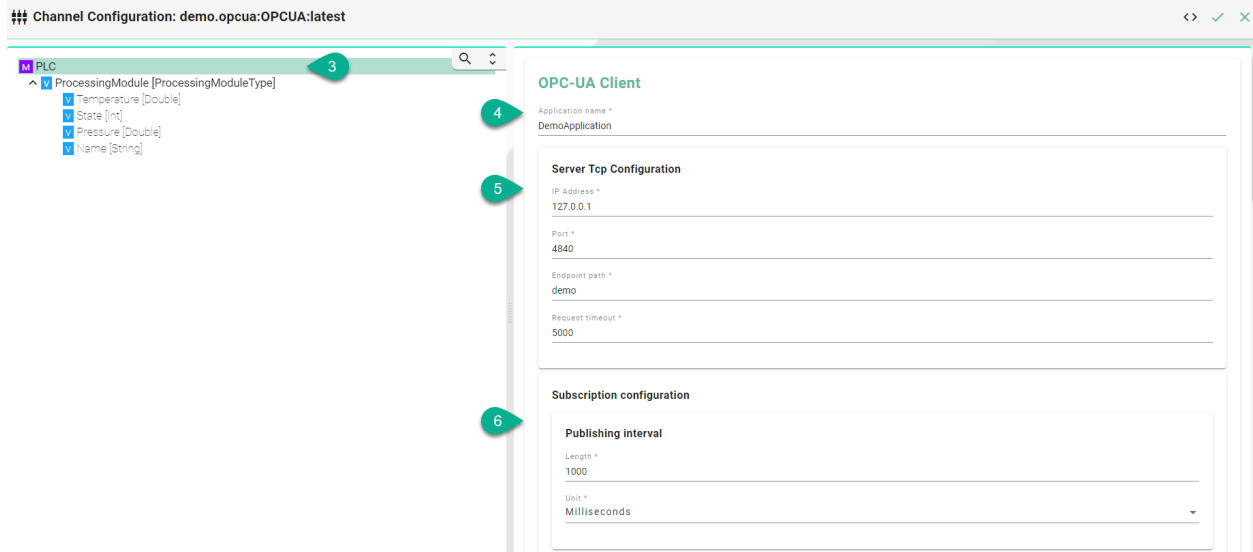 Channel Configuration: demo.opcua:OPCUA:latest
M PLC
3
V ProcessingModule [ProcessingModuleType]
V Temperature [Double]
V State [Int]
V Pressure [Double]
V Name [String]
OPC-UA Client
4
Application name *
DemoApplication
Server Tcp Configuration
5
IP Address *
127.0.0.1
Port *
4840
Endpoint path *
demo
Request timeout *
5000
Subscription configuration
6
Publishing interval
Length *
1000
Unit *
Milliseconds